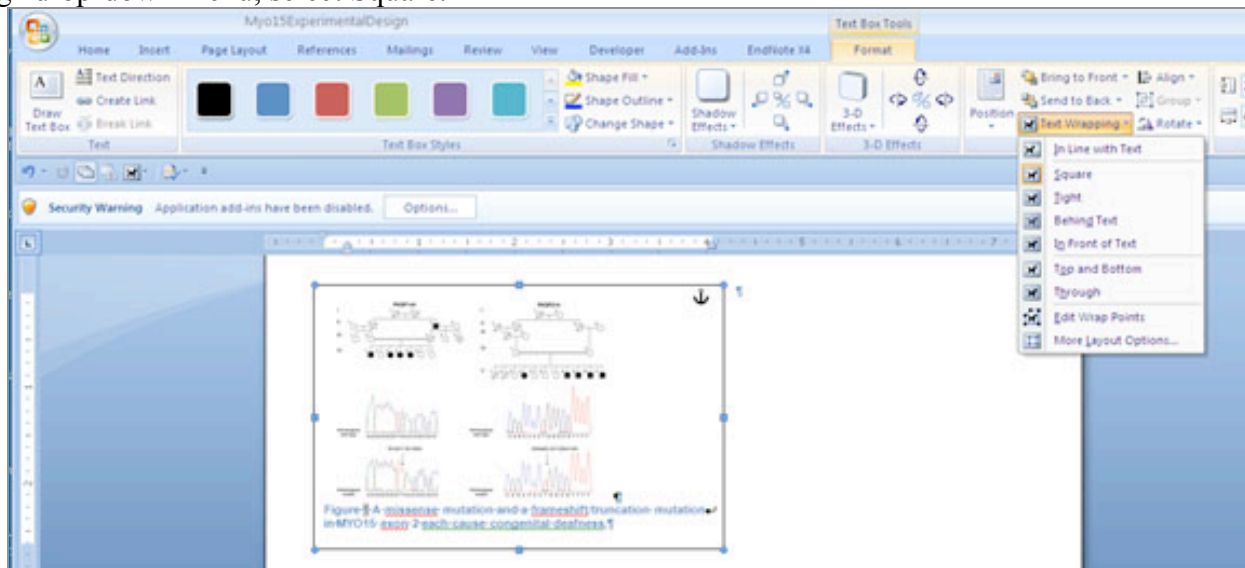 g drop down menu, select Square.
Myo15ExperimentalDesign
Text Box Tools
Home Insert Page Layout References Mailings Review View Developer Add-Ins EndNote X4 Format
Text Direction
Create Link
Break Link
Draw
Text Box
Text
Shape Fill
Shape Outline
Change Shape
Text Box Styles
Shadow
Effects
Shadow Effects
3-D
Effects
3-D Effects
Position
Bring to Front
Send to Back
Text Wrapping
Align
Group
Rotate
In Line with Text
Square
Tight
Behing Text
In Front of Text
Top and Bottom
Through
Edit Wrap Points
More Layout Options...
Security Warning Application add-ins have been disabled. Options...
Figure A missense mutation and a frameshift truncation mutation
in MYO15 exon 2 each cause congenital deafness.¶